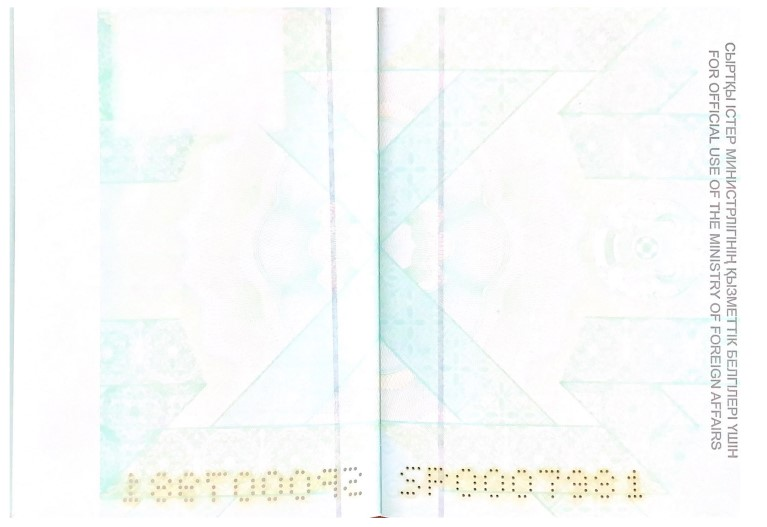 СЫРТҚЫ ІСТЕР МИНИСТРЛІГІНІҢ ҚЫЗМЕТТІК БЕЛГІЛЕРІ ҮШІН
FOR OFFICIAL USE OF THE MINISTRY OF FOREIGN AFFAIRS
SP0007981